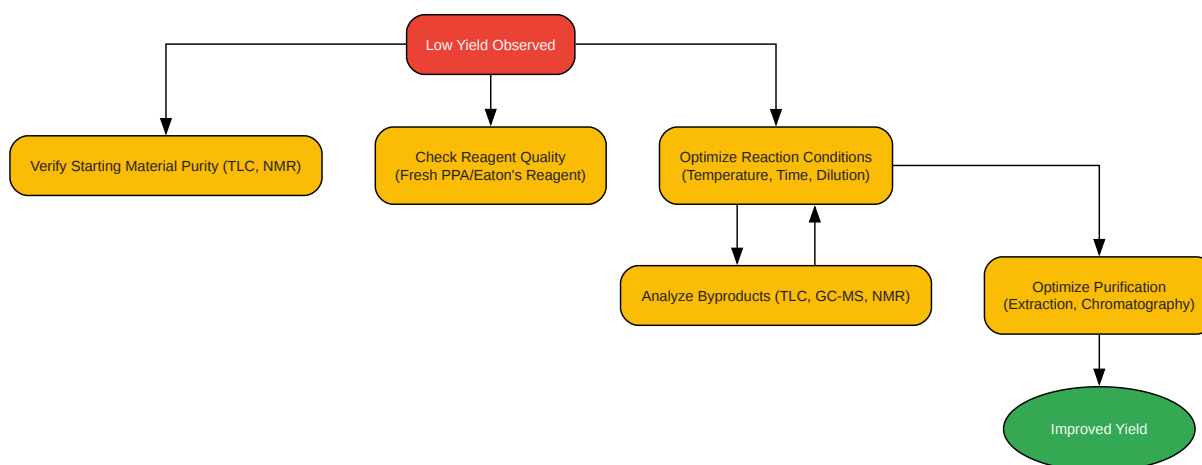 Low Yield Observed
Verify Starting Material Purity (TLC, NMR)
Check Reagent Quality
(Fresh PPA/Eaton's Reagent)
Optimize Reaction Conditions
(Temperature, Time, Dilution)
Analyze Byproducts (TLC, GC-MS, NMR)
Optimize Purification
(Extraction, Chromatography)
Improved Yield